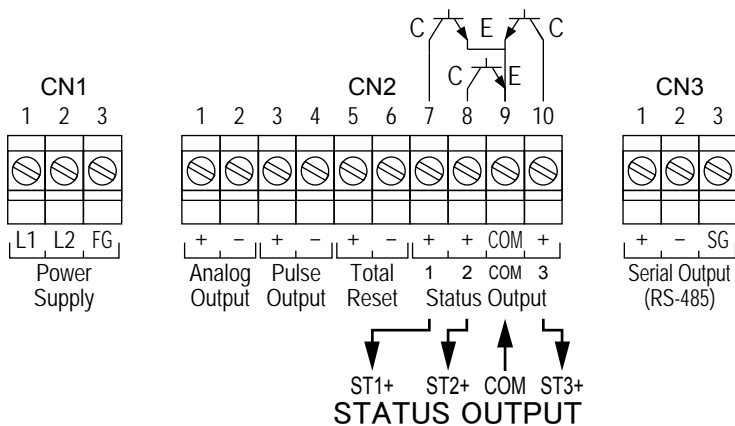 C E C
C E
CN1 CN2 CN3
1 2 3 1 2 3 4 5 6 7 8 9 10 1 2 3
L1 L2 FG + − + − + − + + COM + + − SG
Power Supply
Analog Output
Pulse Output
Total Reset
1 2 COM 3
Status Output
Serial Output
(RS-485)
ST1+ ST2+ COM ST3+
STATUS OUTPUT